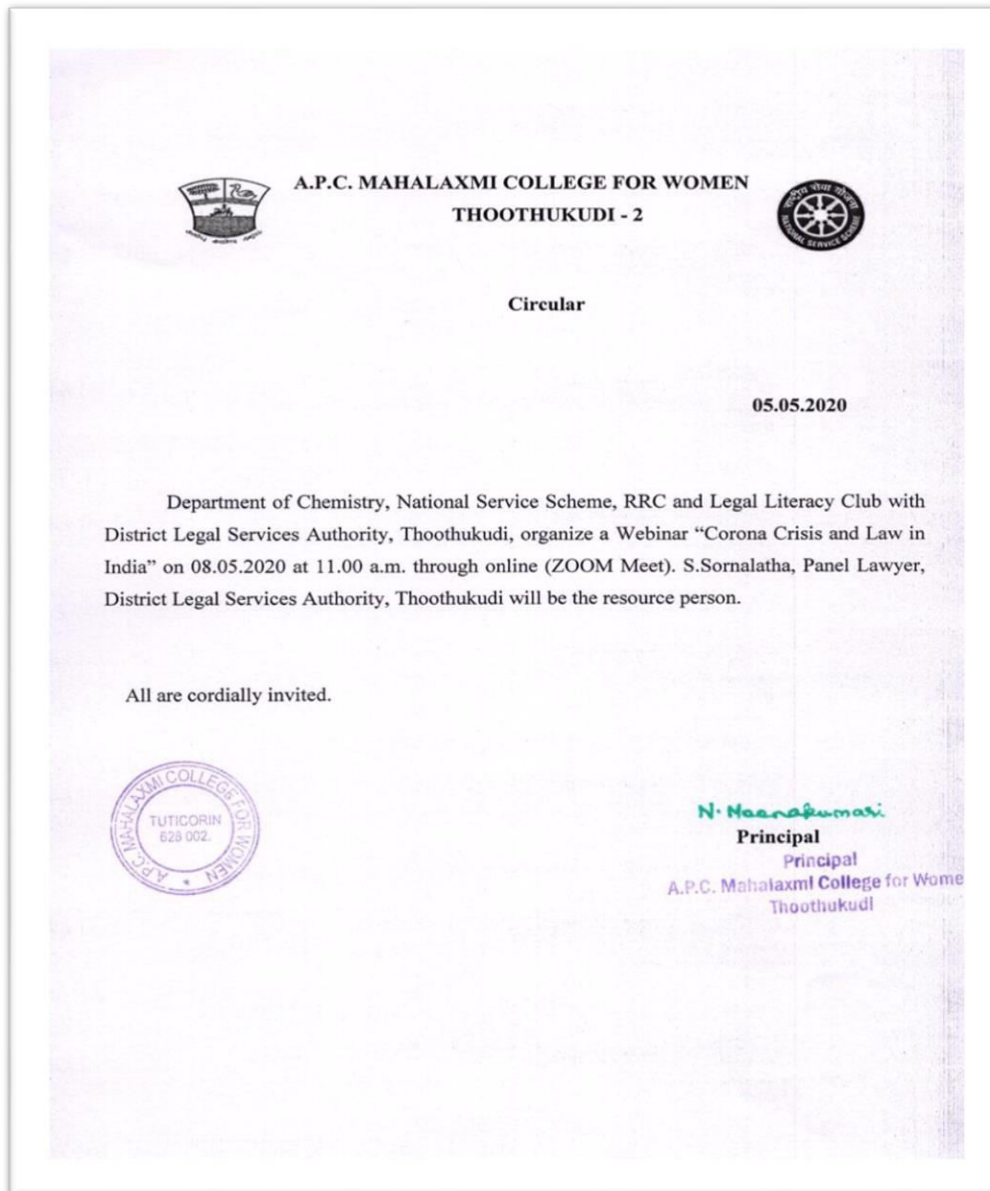 A.P.C. MAHALAXMI COLLEGE FOR WOMEN
THOOTHUKUDI - 2
राष्ट्रीय सेवा योजना
NATIONAL SERVICE SCHEME
Circular
05.05.2020
Department of Chemistry, National Service Scheme, RRC and Legal Literacy Club with
District Legal Services Authority, Thoothukudi, organize a Webinar “Corona Crisis and Law in
India” on 08.05.2020 at 11.00 a.m. through online (ZOOM Meet). S.Sornalatha, Panel Lawyer,
District Legal Services Authority, Thoothukudi will be the resource person.
All are cordially invited.
A.P.C. MAHALAXMI COLLEGE FOR WOMEN
TUTICORIN
628 002.
N. Meenakumari
Principal
Principal
A.P.C. Mahalaxmi College for Wome
Thoothukudi